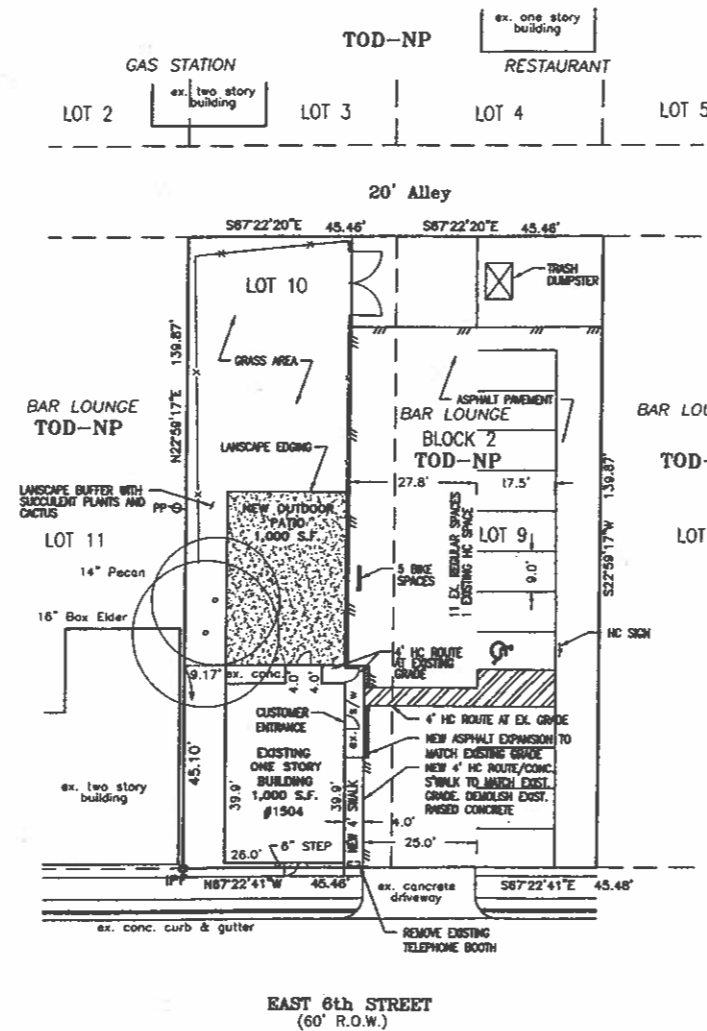 ex. one story
building
TOD-NP
GAS STATION
RESTAURANT
ex. two story
building
LOT 2
LOT 3
LOT 4
LOT 5
20' Alley
S67°22'20"E 45.46'
S67°22'20"E 45.46'
LOT 10
TRASH
DUMPSTER
N22°59'17"E 139.87'
GRASS AREA
BAR LOUNGE
TOD-NP
ASPHALT PAVEMENT
BAR LOUNGE
BLOCK 2
TOD-NP
BAR LOU
TOD-
LANSCAPE EDGING
27.8'
17.5'
S22°59'17"W 139.87'
LANSCAPE BUFFER WITH
SUCCULENT PLANTS AND
CACTUS
PP
NEW OUTDOOR
PATIO
1,000 S.F.
LOT 11
LOT 9
LOT
11 EX. REGULAR SPACES
1 EXISTING HC SPACE
9.0'
14" Pecan
5 BIKE
SPACES
16" Box Elder
HC SIGN
4' HC ROUTE
AT EXISTING
GRADE
9.17'
ex. conc.
4.0'
4.0'
ex. s/w
CUSTOMER
ENTRANCE
4' HC ROUTE AT EX. GRADE
NEW ASPHALT EXPANSION TO
MATCH EXISTING GRADE
45.10'
EXISTING
ONE STORY
BUILDING
1,000 S.F.
#1504
39.9'
39.9'
NEW 4' SWALK
NEW 4' HC ROUTE/CONC.
S'WALK TO MATCH EXIST.
GRADE. DEMOLISH EXIST.
RAISED CONCRETE
ex. two story
building
4.0'
25.0'
26.0'
6" STEP
IPF
N67°22'41"W 45.46'
ex. concrete
driveway
S67°22'41"E 45.48'
ex. conc. curb & gutter
REMOVE EXISTING
TELEPHONE BOOTH
EAST 6th STREET
(60' R.O.W.)